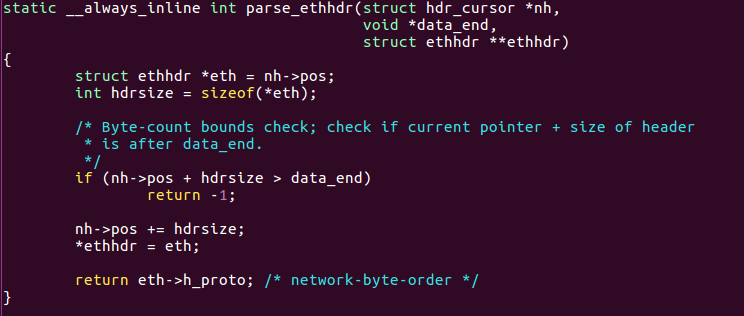 static __always_inline int parse_ethhdr(struct hdr_cursor *nh,
                                        void *data_end,
                                        struct ethhdr **ethhdr)
{
        struct ethhdr *eth = nh->pos;
        int hdrsize = sizeof(*eth);

        /* Byte-count bounds check; check if current pointer + size of header
         * is after data_end.
         */
        if (nh->pos + hdrsize > data_end)
                return -1;

        nh->pos += hdrsize;
        *ethhdr = eth;

        return eth->h_proto; /* network-byte-order */
}